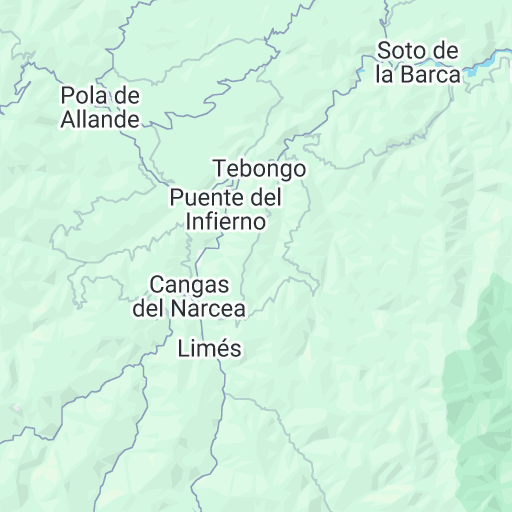 Soto de
la Barca
Pola de
Allande
Tebongo
Puente del
Infierno
Cangas
del Narcea
Limés